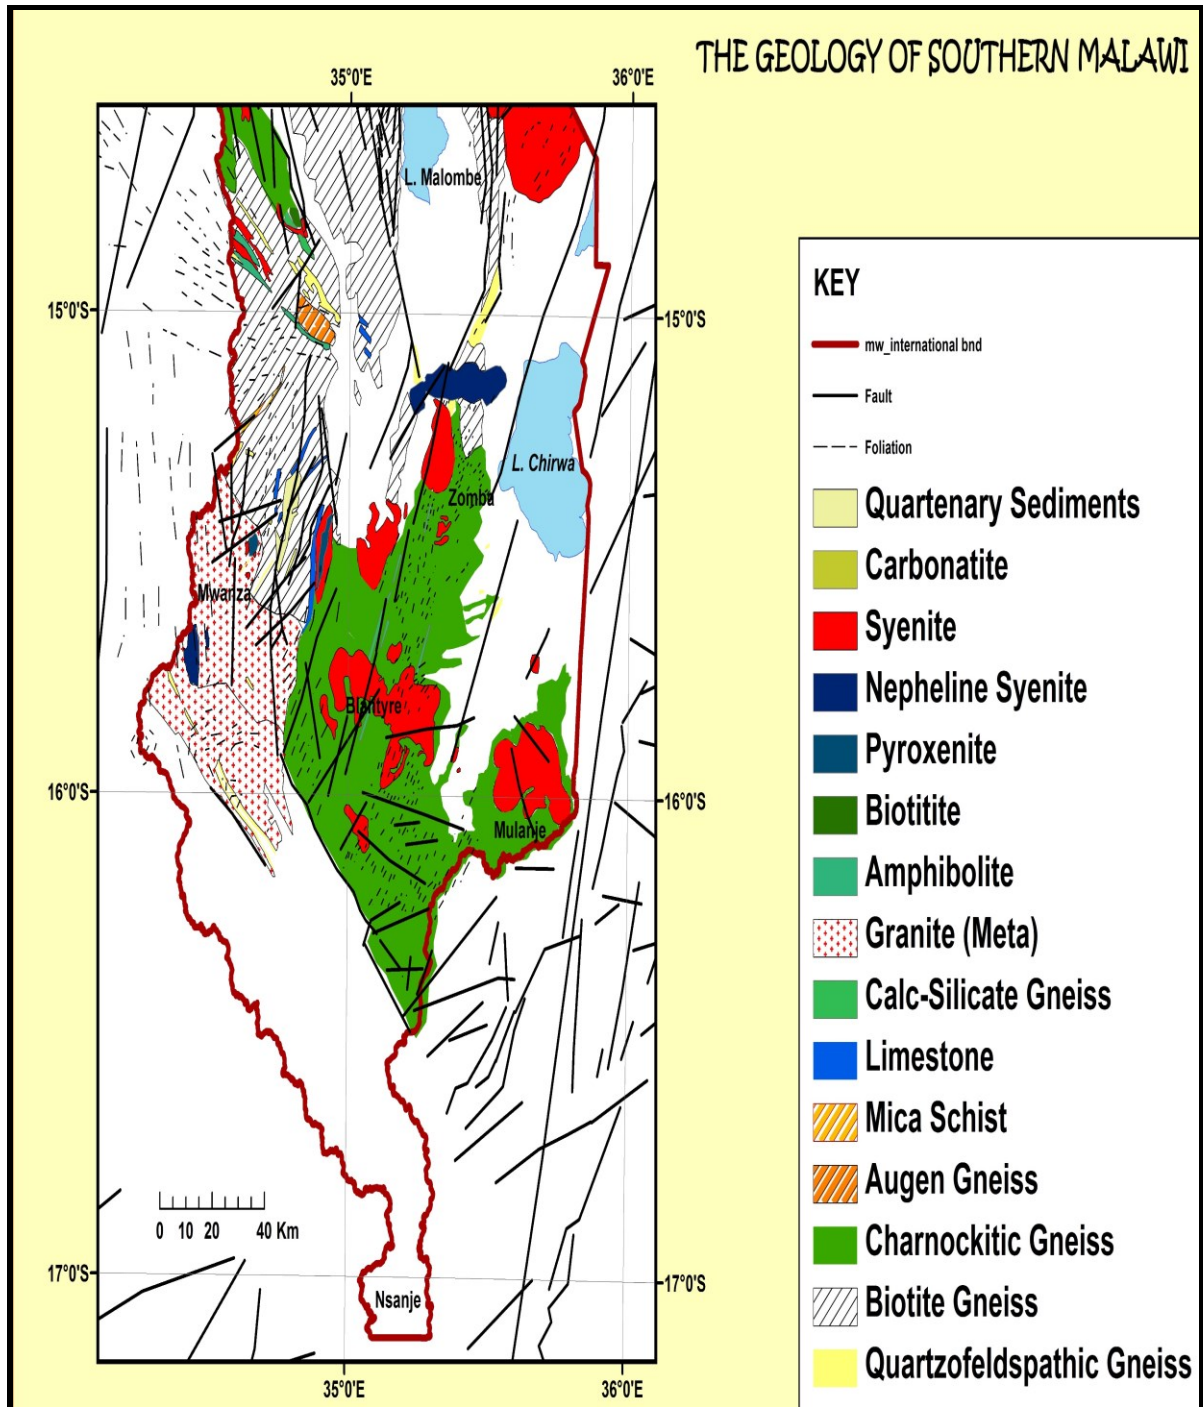 THE GEOLOGY OF SOUTHERN MALAWI
35°0'E
36°0'E
L. Malombe
15°0'S
15°0'S
L. Chirwa
Zomba
Mwanza
Blantyre
16°0'S
16°0'S
Mulanje
0 10 20 40 Km
17°0'S
17°0'S
Nsanje
35°0'E
36°0'E
KEY
mw_international bnd
Fault
Foliation
Quartenary Sediments
Carbonatite
Syenite
Nepheline Syenite
Pyroxenite
Biotitite
Amphibolite
Granite (Meta)
Calc-Silicate Gneiss
Limestone
Mica Schist
Augen Gneiss
Charnockitic Gneiss
Biotite Gneiss
Quartzofeldspathic Gneiss